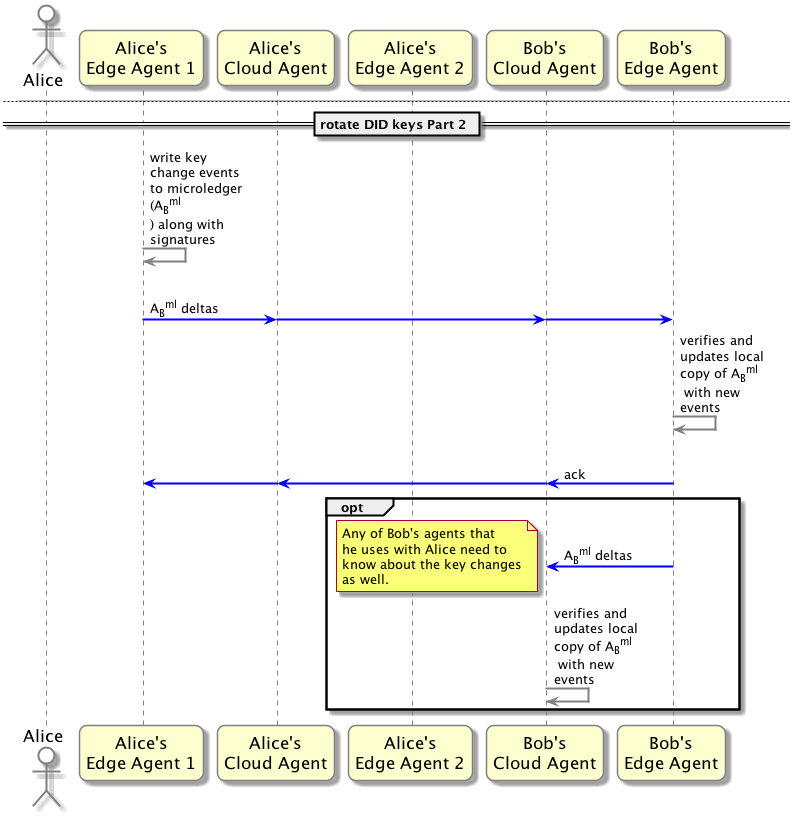 Alice
Alice's
Edge Agent 1
Alice's
Cloud Agent
Alice's
Edge Agent 2
Bob's
Cloud Agent
Bob's
Edge Agent
rotate DID keys Part 2
write key
change events
to microledger
(A_B^ml
) along with
signatures
A_B^ml deltas
verifies and
updates local
copy of A_B^ml
with new
events
ack
opt
Any of Bob's agents that
he uses with Alice need to
know about the key changes
as well.
A_B^ml deltas
verifies and
updates local
copy of A_B^ml
with new
events
Alice
Alice's
Edge Agent 1
Alice's
Cloud Agent
Alice's
Edge Agent 2
Bob's
Cloud Agent
Bob's
Edge Agent